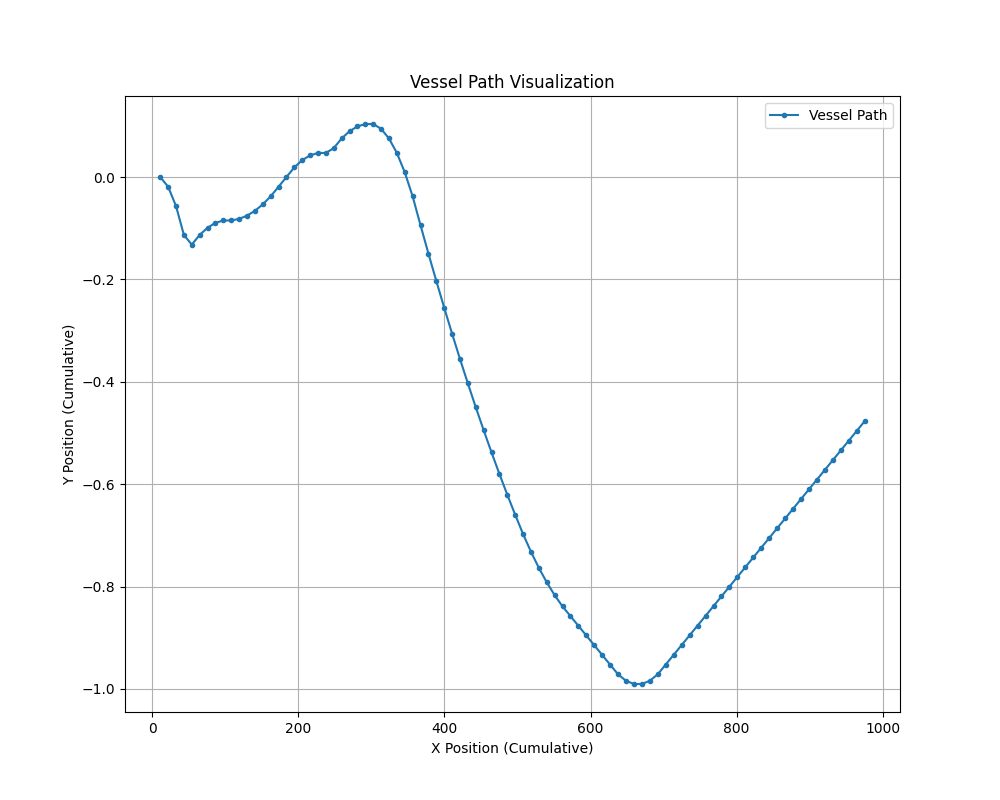 Vessel Path Visualization
Vessel Path
0.0
−0.2
−0.4
−0.6
−0.8
−1.0
Y Position (Cumulative)
0 200 400 600 800 1000
X Position (Cumulative)